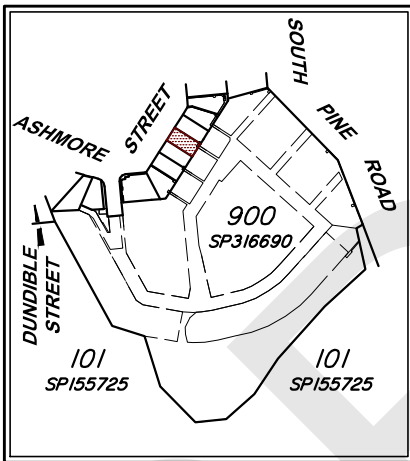 SOUTH
PINE
ROAD
ASHMORE
STREET
900
SP316690
DUNDIBLE
STREET
101
SP155725
101
SP155725